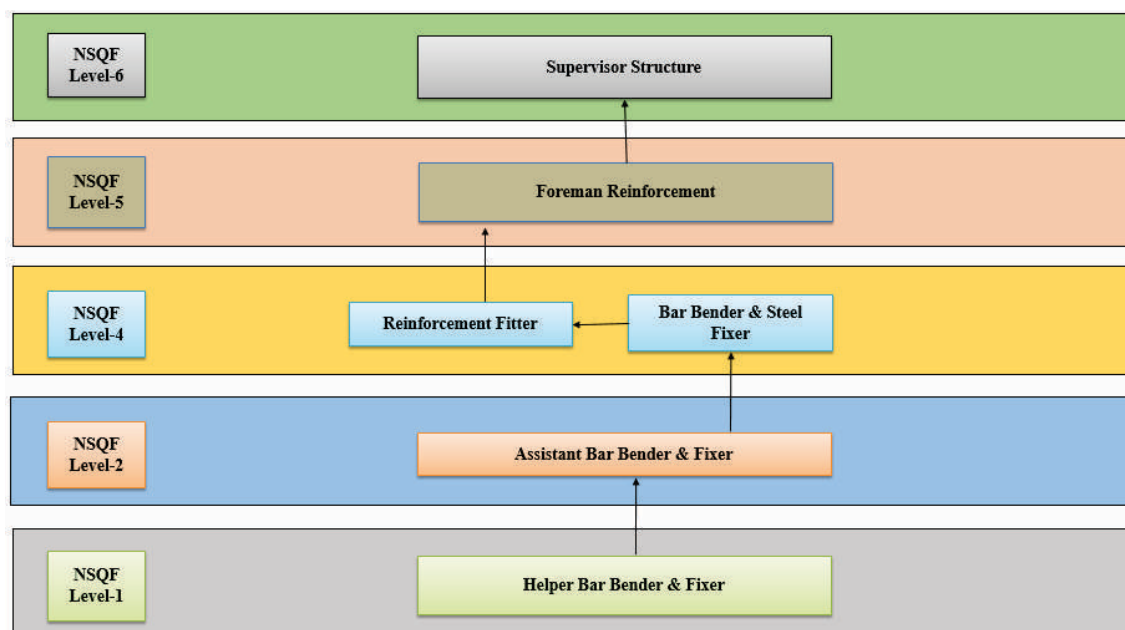 NSQF
Level-6
Supervisor Structure
NSQF
Level-5
Foreman Reinforcement
NSQF
Level-4
Reinforcement Fitter
Bar Bender & Steel
Fixer
NSQF
Level-2
Assistant Bar Bender & Fixer
NSQF
Level-1
Helper Bar Bender & Fixer